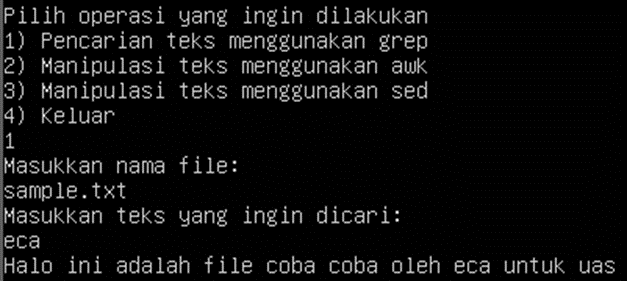 Pilih operasi yang ingin dilakukan
1) Pencarian teks menggunakan grep
2) Manipulasi teks menggunakan awk
3) Manipulasi teks menggunakan sed
4) Keluar
1
Masukkan nama file:
sample.txt
Masukkan teks yang ingin dicari:
eca
Halo ini adalah file coba coba oleh eca untuk uas